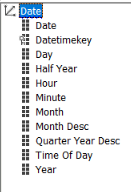 Date
Date
Datetimekey
Day
Half Year
Hour
Minute
Month
Month Desc
Quarter Year Desc
Time Of Day
Year